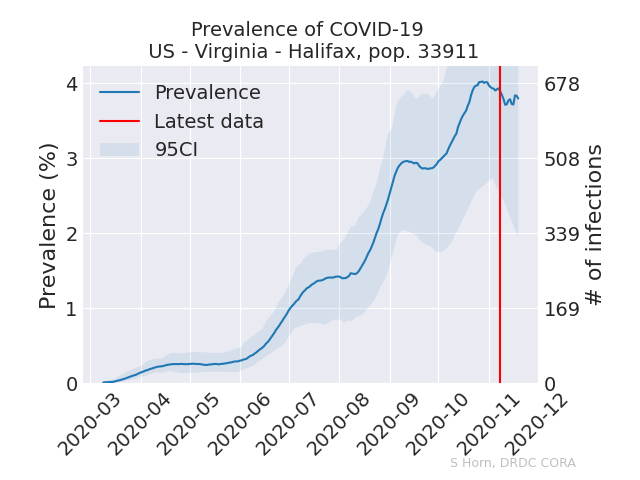 Prevalence of COVID-19
US - Virginia - Halifax, pop. 33911
Prevalence
Latest data
95CI
Prevalence (%)
4
3
2
1
0
# of infections
678
508
339
169
0
2020-03
2020-04
2020-05
2020-06
2020-07
2020-08
2020-09
2020-10
2020-11
2020-12
S Horn, DRDC CORA